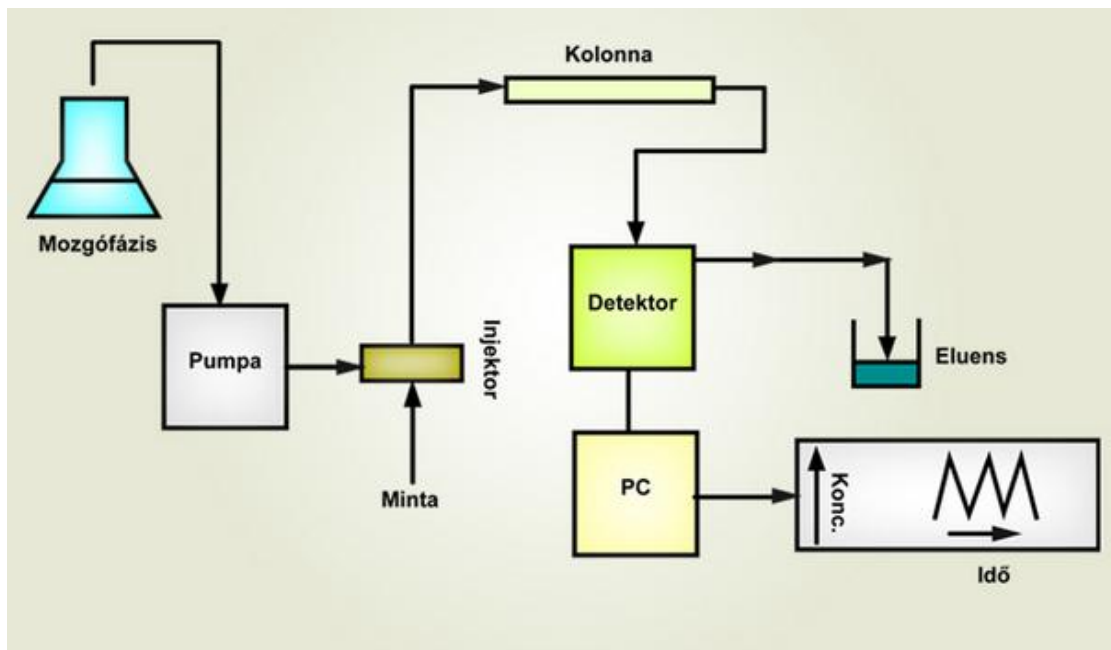 Kolonna
Mozgófázis
Pumpa
Injektor
Minta
Detektor
Eluens
PC
Konc.
Idő